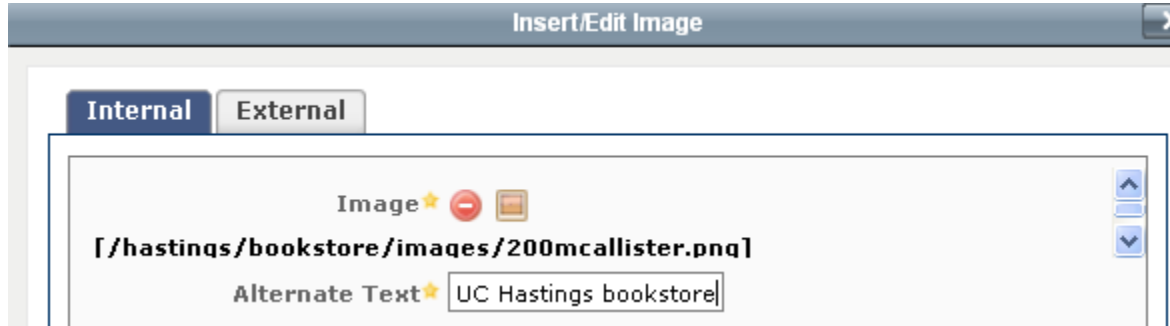 Insert/Edit Image
Internal External
Image
[/hastings/bookstore/images/200mcallister.png]
Alternate Text UC Hastings bookstore